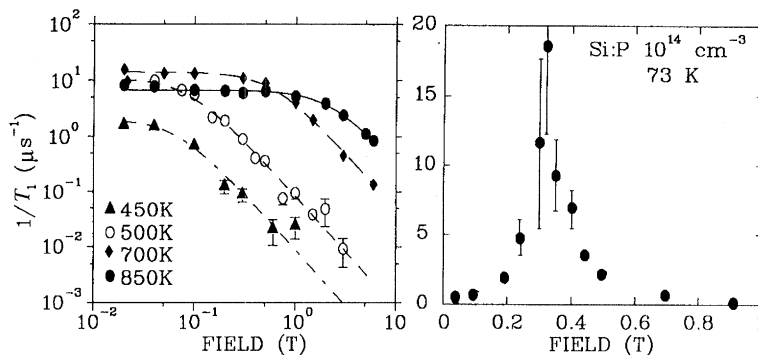 10²
10¹
10⁰
10⁻¹
10⁻²
10⁻³
1/T₁ (μs⁻¹)
450K
500K
700K
850K
10⁻² 10⁻¹ 10⁰ 10
FIELD (T)
20
15
10
5
0
Si:P 10¹⁴ cm⁻³
73 K
0 0.2 0.4 0.6 0.8 1
FIELD (T)